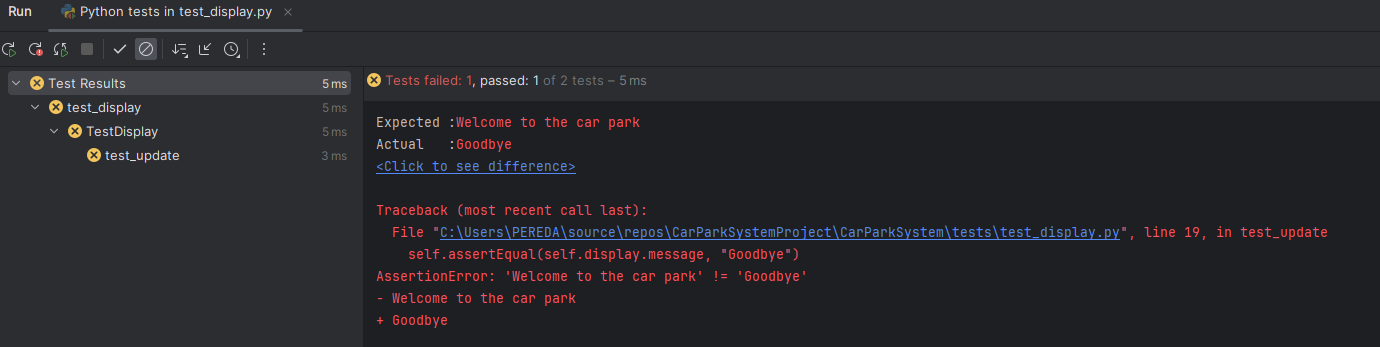 Run
Python tests in test_display.py
Test Results 5 ms
test_display 5 ms
TestDisplay 5 ms
test_update 3 ms
Tests failed: 1, passed: 1 of 2 tests – 5 ms
Expected :Welcome to the car park
Actual   :Goodbye
<Click to see difference>
Traceback (most recent call last):
  File "C:\Users\PEREDA\source\repos\CarParkSystemProject\CarParkSystem\tests\test_display.py", line 19, in test_update
    self.assertEqual(self.display.message, "Goodbye")
AssertionError: 'Welcome to the car park' != 'Goodbye'
- Welcome to the car park
+ Goodbye